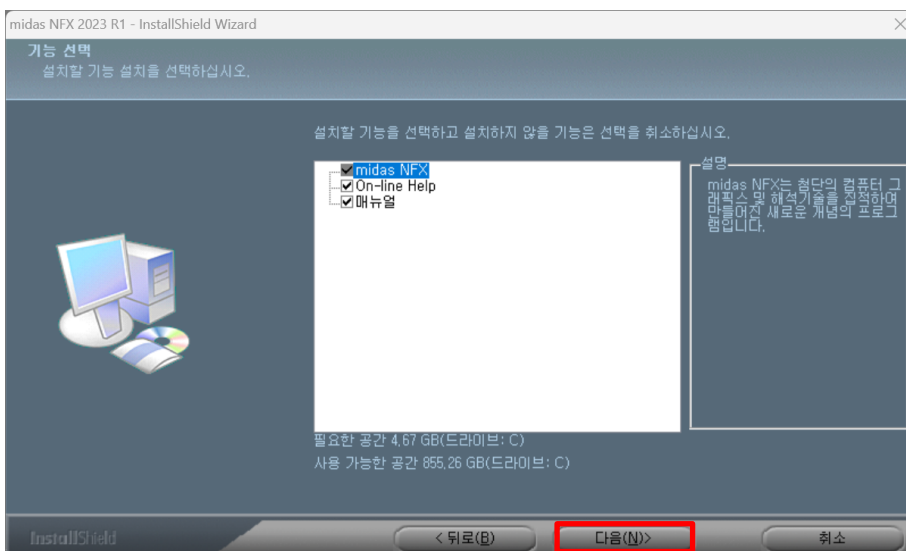 midas NFX 2023 R1 - InstallShield Wizard
기능 선택
설치할 기능 설치를 선택하십시오.
설치할 기능을 선택하고 설치하지 않을 기능은 선택을 취소하십시오.
midas NFX
On-line Help
매뉴얼
설명
midas NFX는 첨단의 컴퓨터 그
래픽스 및 해석기술을 집적하여
만들어진 새로운 개념의 프로그
램입니다.
필요한 공간 4.67 GB(드라이브: C)
사용 가능한 공간 855.26 GB(드라이브: C)
InstallShield
< 뒤로(B)
다음(N)>
취소